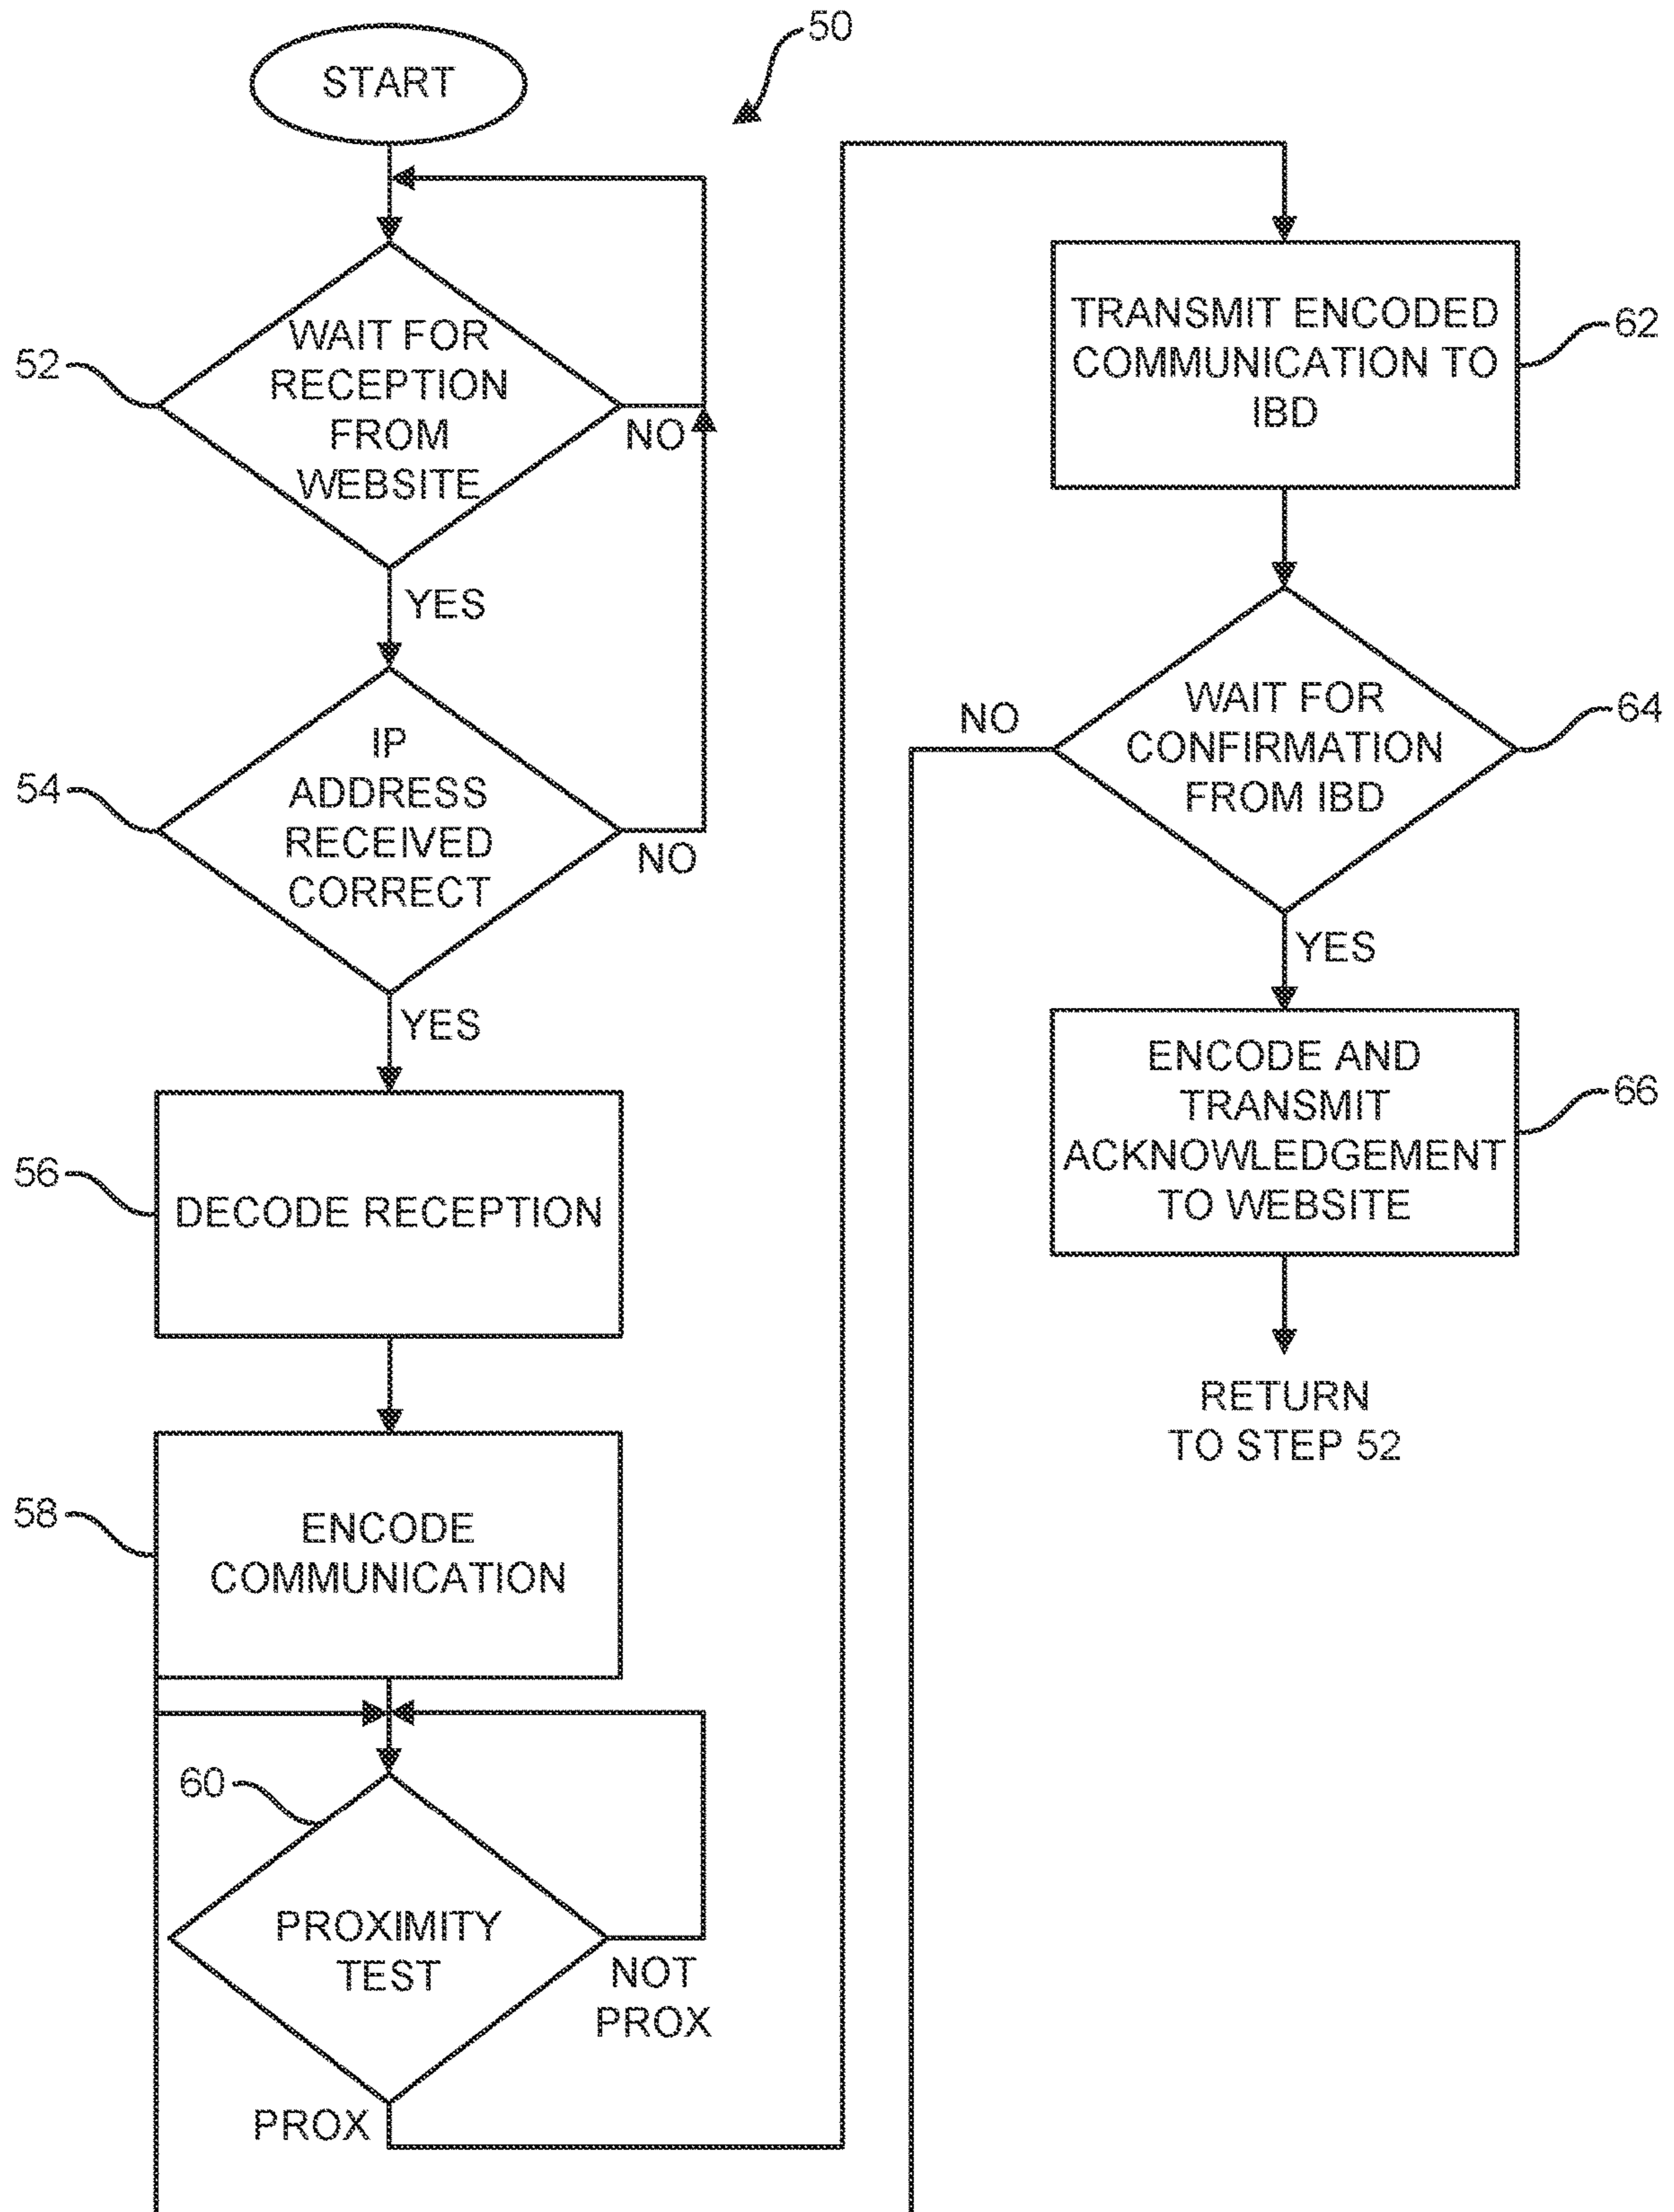 50
START
52
WAIT FOR
RECEPTION
FROM
WEBSITE
NO
YES
54
IP
ADDRESS
RECEIVED
CORRECT
NO
YES
56
DECODE RECEPTION
58
ENCODE
COMMUNICATION
60
PROXIMITY
TEST
NOT
PROX
PROX
TRANSMIT ENCODED
COMMUNICATION TO
IBD
62
NO
WAIT FOR
CONFIRMATION
FROM IBD
64
YES
ENCODE AND
TRANSMIT
ACKNOWLEDGEMENT
TO WEBSITE
66
RETURN
TO STEP 52